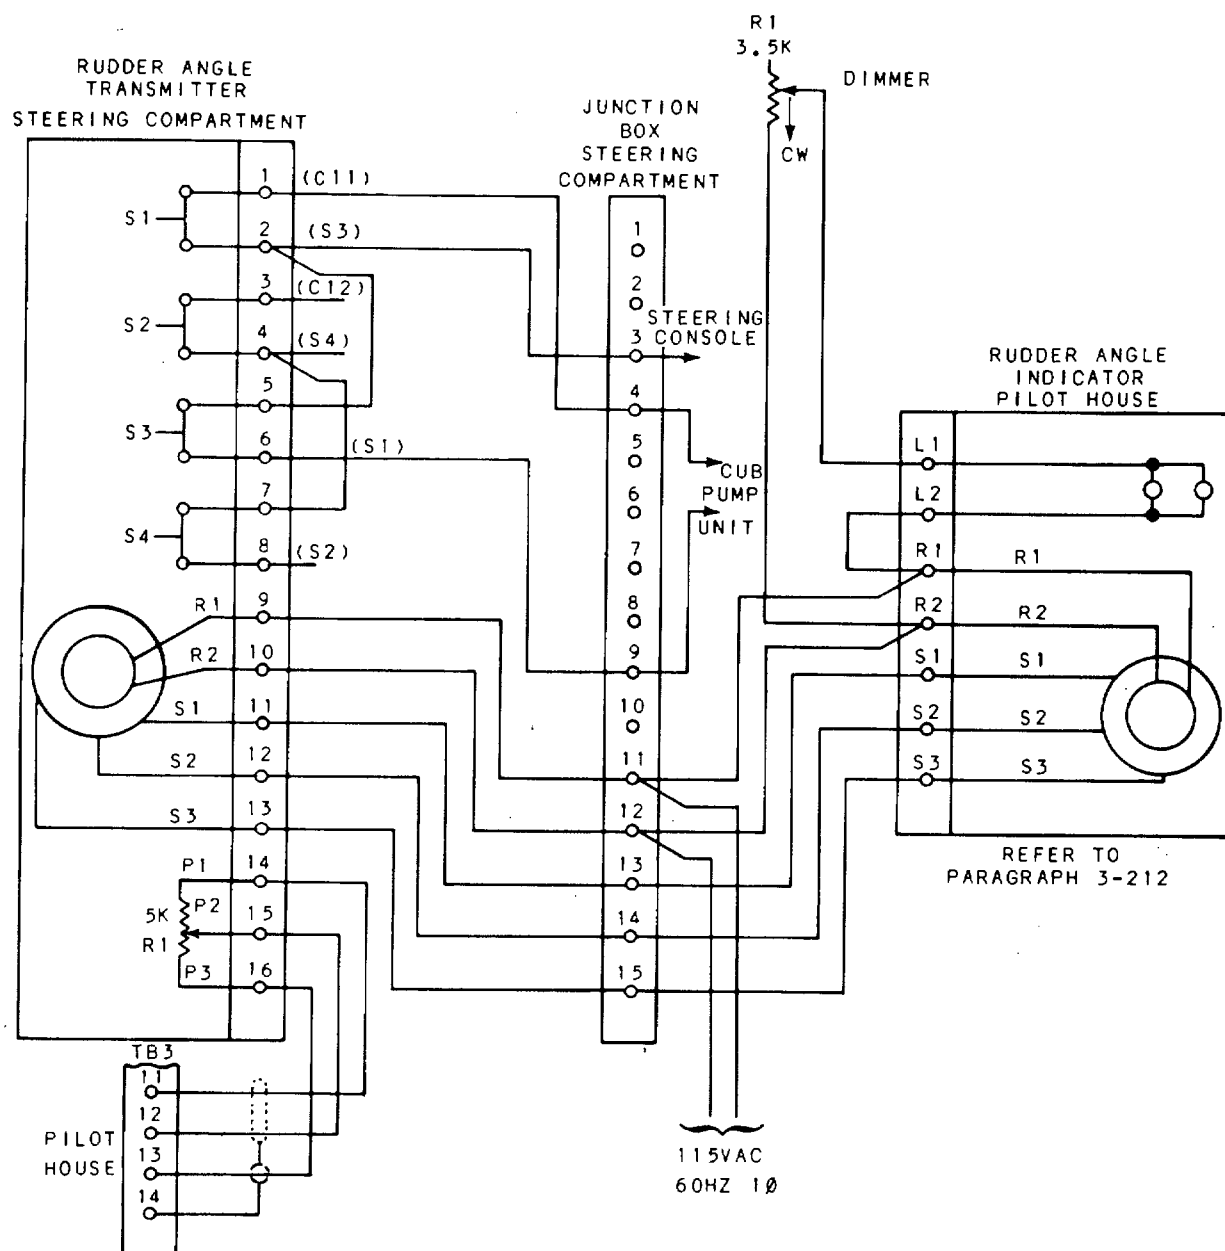 R1
3.5K
DIMMER
CW
RUDDER ANGLE
TRANSMITTER
STEERING COMPARTMENT
JUNCTION
BOX
STEERING
COMPARTMENT
S1
S2
S3
S4
1
2
3
4
5
6
7
8
9
10
11
12
13
14
15
16
(C11)
(S3)
(C12)
(S4)
(S1)
(S2)
R1
R2
S1
S2
S3
P1
P2
P3
5K
R1
1
2
3
4
5
6
7
8
9
10
11
12
13
14
15
STEERING
CONSOLE
CUB
PUMP
UNIT
RUDDER ANGLE
INDICATOR
PILOT HOUSE
L1
L2
R1
R2
S1
S2
S3
R1
R2
S1
S2
S3
REFER TO
PARAGRAPH 3-212
TB3
11
12
13
14
PILOT
HOUSE
115VAC
60HZ 1Ø